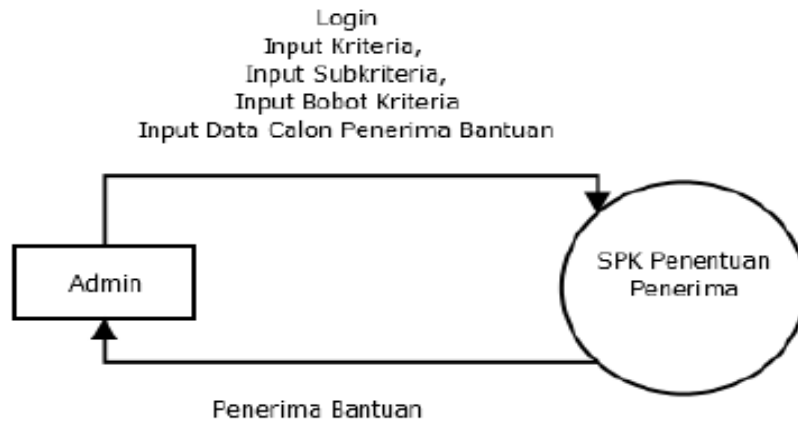 Login
Input Kriteria,
Input Subkriteria,
Input Bobot Kriteria
Input Data Calon Penerima Bantuan
Admin
SPK Penentuan
Penerima
Penerima Bantuan